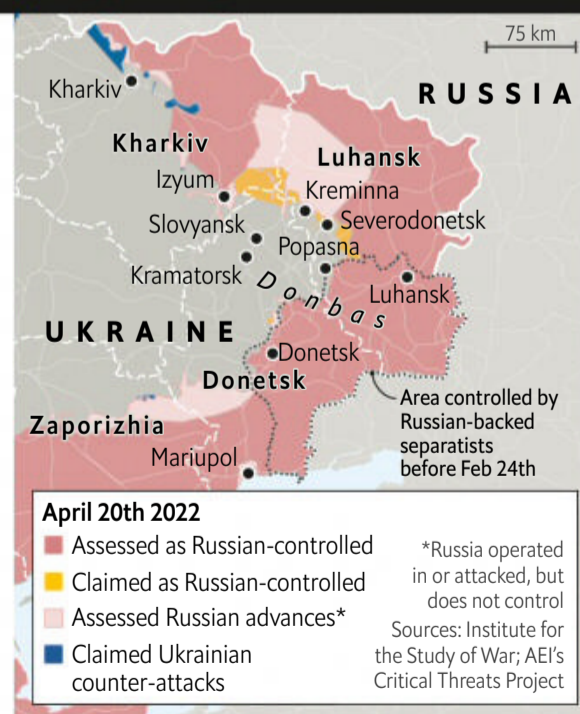 75 km
RUSSIA
Kharkiv
Kharkiv
Luhansk
Izyum
Kreminna
Slovyansk
Severodonetsk
Popasna
Kramatorsk
Donbas
Luhansk
UKRAINE
Donetsk
Donetsk
Area controlled by
Russian-backed
separatists
before Feb 24th
Zaporizhia
Mariupol
April 20th 2022
Assessed as Russian-controlled
Claimed as Russian-controlled
Assessed Russian advances*
Claimed Ukrainian
counter-attacks
*Russia operated
in or attacked, but
does not control
Sources: Institute for
the Study of War; AEI’s
Critical Threats Project